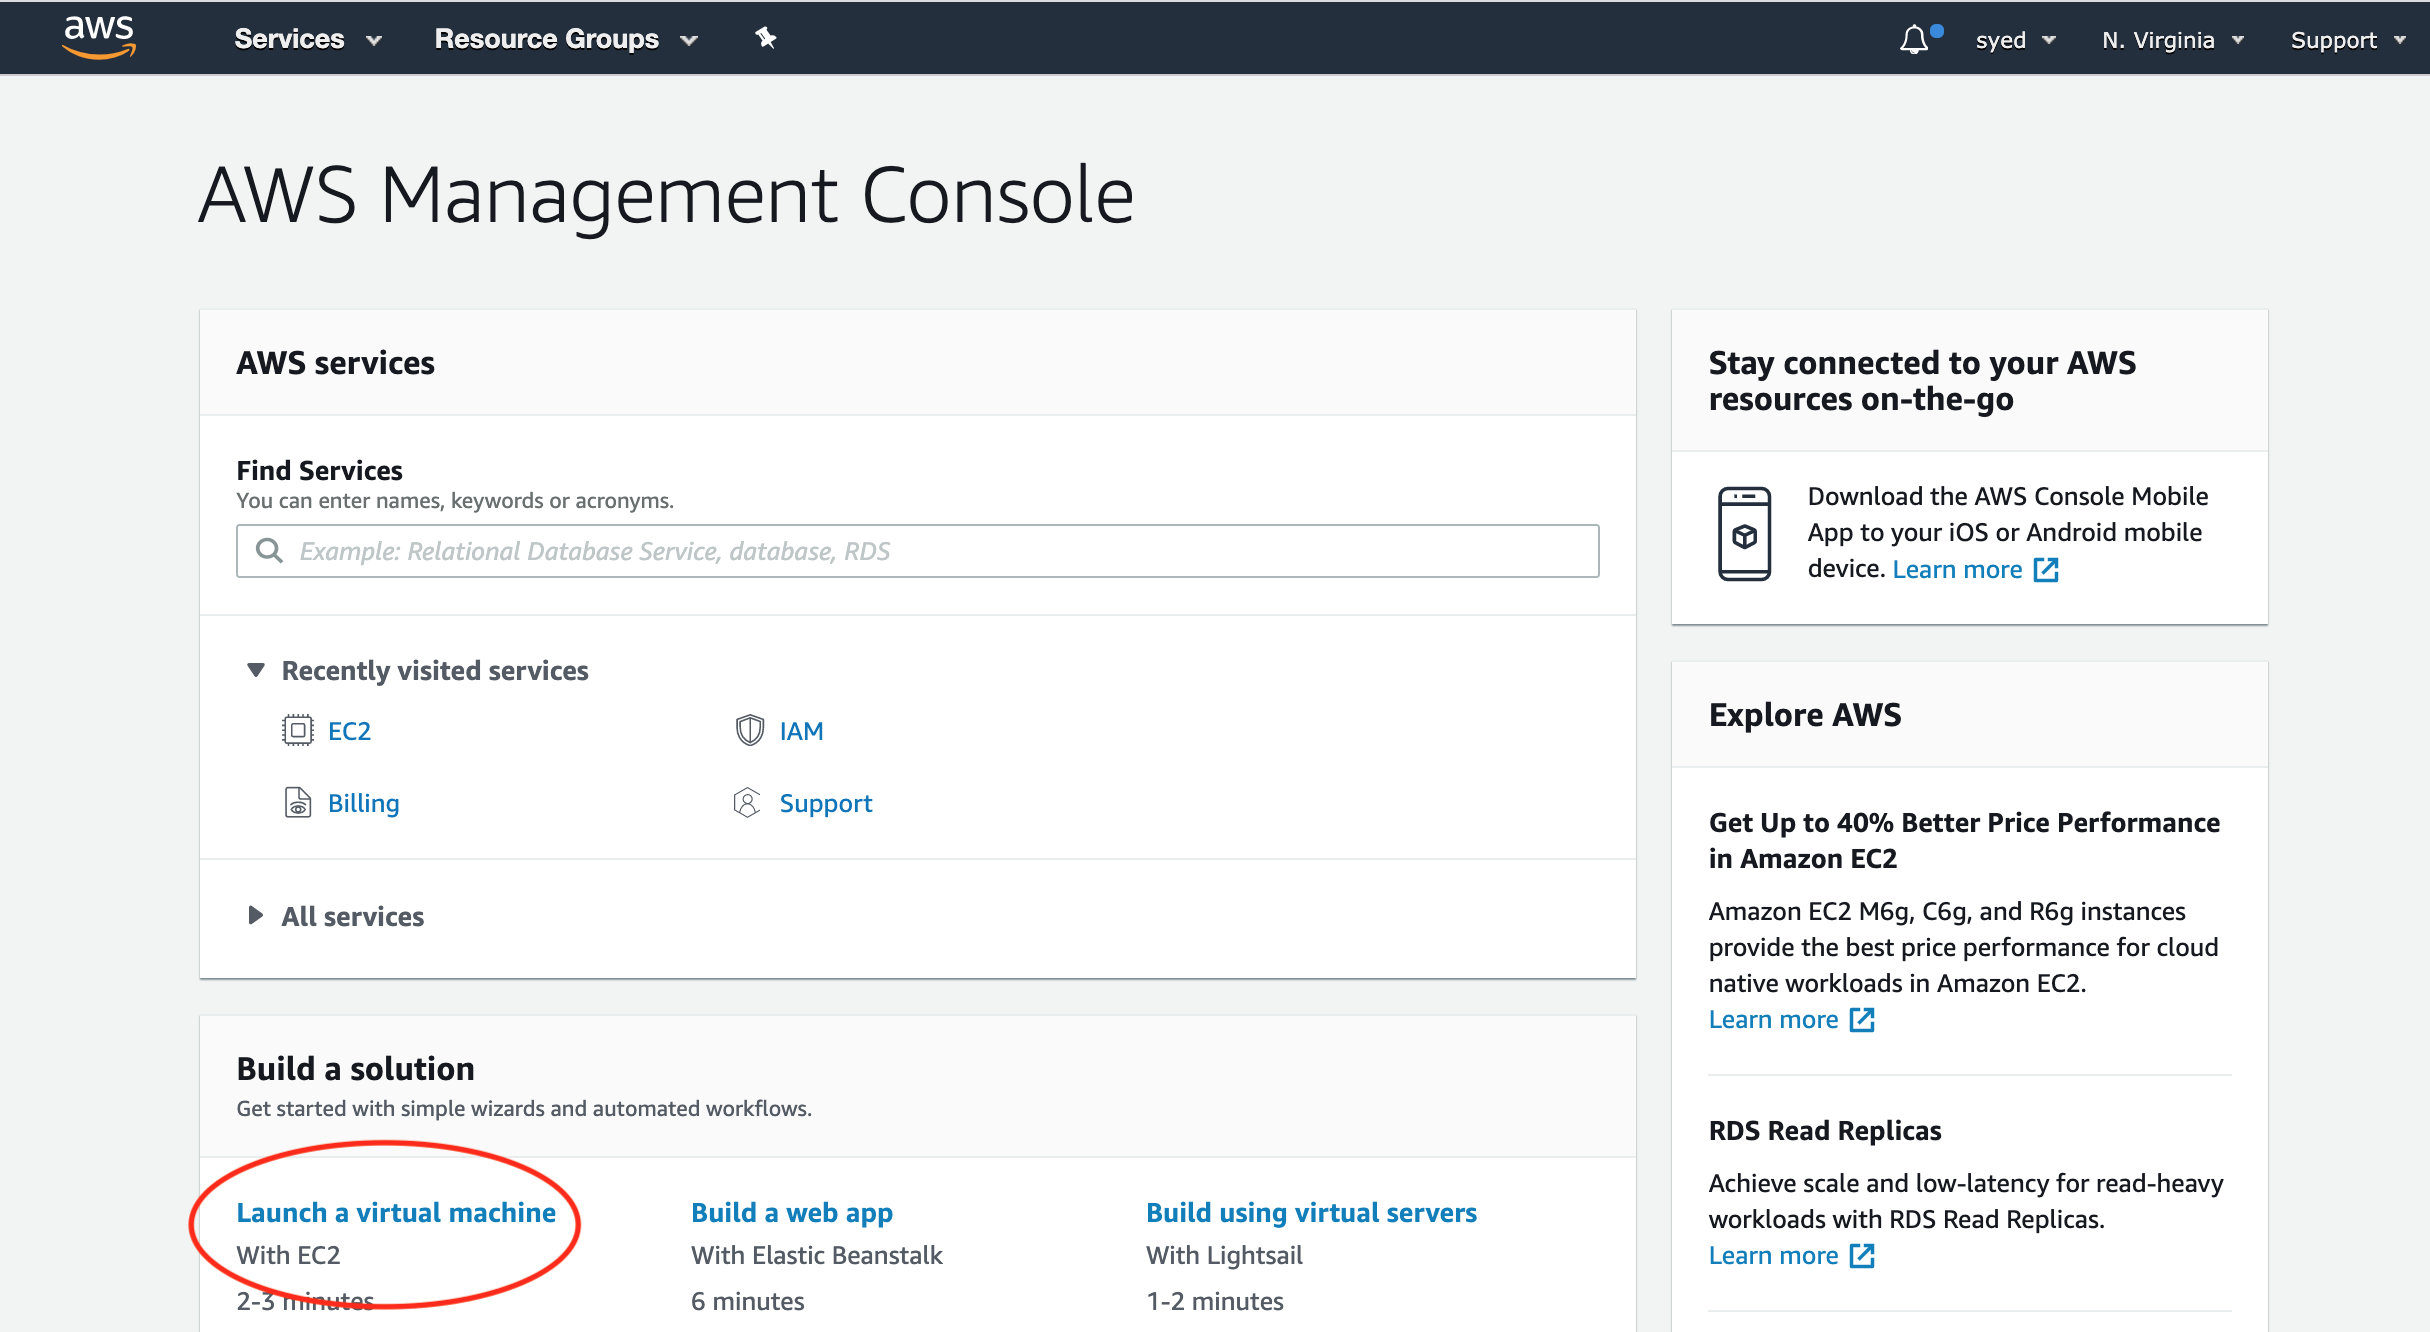 aws Services Resource Groups syed N. Virginia Support
AWS Management Console
AWS services
Find Services
You can enter names, keywords or acronyms.
Example: Relational Database Service, database, RDS
Recently visited services
EC2 IAM
Billing Support
All services
Build a solution
Get started with simple wizards and automated workflows.
Launch a virtual machine
With EC2
2-3 minutes
Build a web app
With Elastic Beanstalk
6 minutes
Build using virtual servers
With Lightsail
1-2 minutes
Stay connected to your AWS
resources on-the-go
Download the AWS Console Mobile
App to your iOS or Android mobile
device. Learn more
Explore AWS
Get Up to 40% Better Price Performance
in Amazon EC2
Amazon EC2 M6g, C6g, and R6g instances
provide the best price performance for cloud
native workloads in Amazon EC2.
Learn more
RDS Read Replicas
Achieve scale and low-latency for read-heavy
workloads with RDS Read Replicas.
Learn more